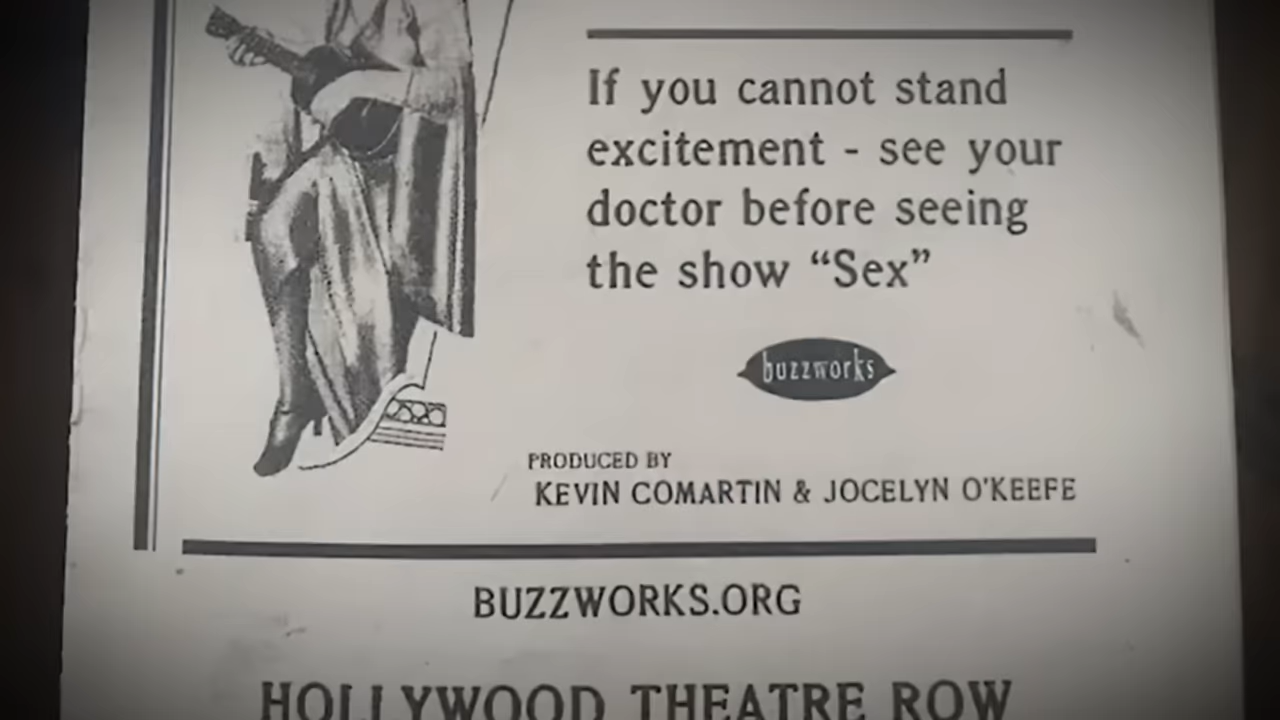 If you cannot stand
excitement - see your
doctor before seeing
the show “Sex”
buzzworks
PRODUCED BY
KEVIN COMARTIN & JOCELYN O'KEEFE
BUZZWORKS.ORG
HOLLYWOOD THEATRE ROW